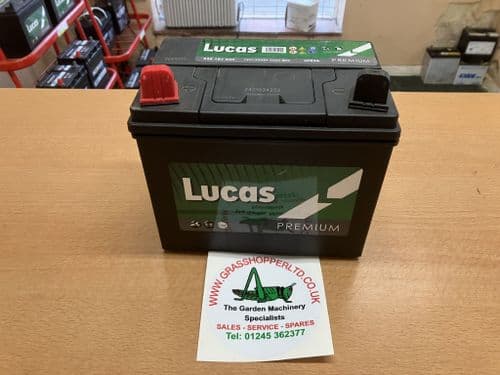 Lucas
PREMIUM
Lucas
PREMIUM
WWW.GRASSHOPPERLTD.CO.UK
The Garden Machinery
Specialists
SALES - SERVICE - SPARES
Tel: 01245 362377